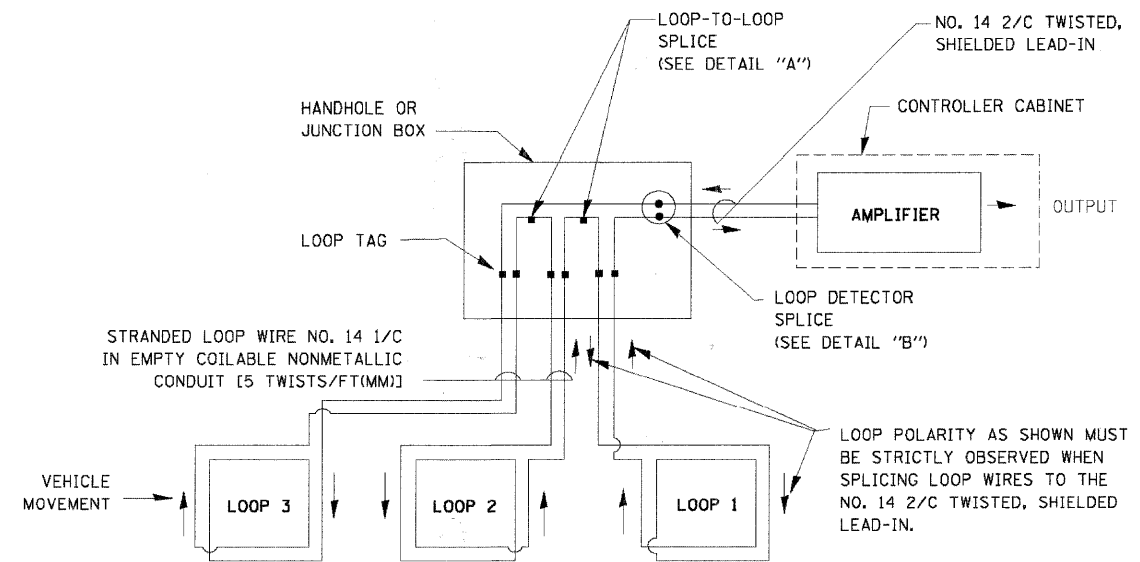 LOOP-TO-LOOP
SPLICE
(SEE DETAIL "A")
NO. 14 2/C TWISTED,
SHIELDED LEAD-IN
HANDHOLE OR
JUNCTION BOX
CONTROLLER CABINET
AMPLIFIER
OUTPUT
LOOP TAG
LOOP DETECTOR
SPLICE
(SEE DETAIL "B")
STRANDED LOOP WIRE NO. 14 1/C
IN EMPTY COILABLE NONMETALLIC
CONDUIT [5 TWISTS/FT(MM)]
LOOP POLARITY AS SHOWN MUST
BE STRICTLY OBSERVED WHEN
SPLICING LOOP WIRES TO THE
NO. 14 2/C TWISTED, SHIELDED
LEAD-IN.
VEHICLE
MOVEMENT
LOOP 3
LOOP 2
LOOP 1